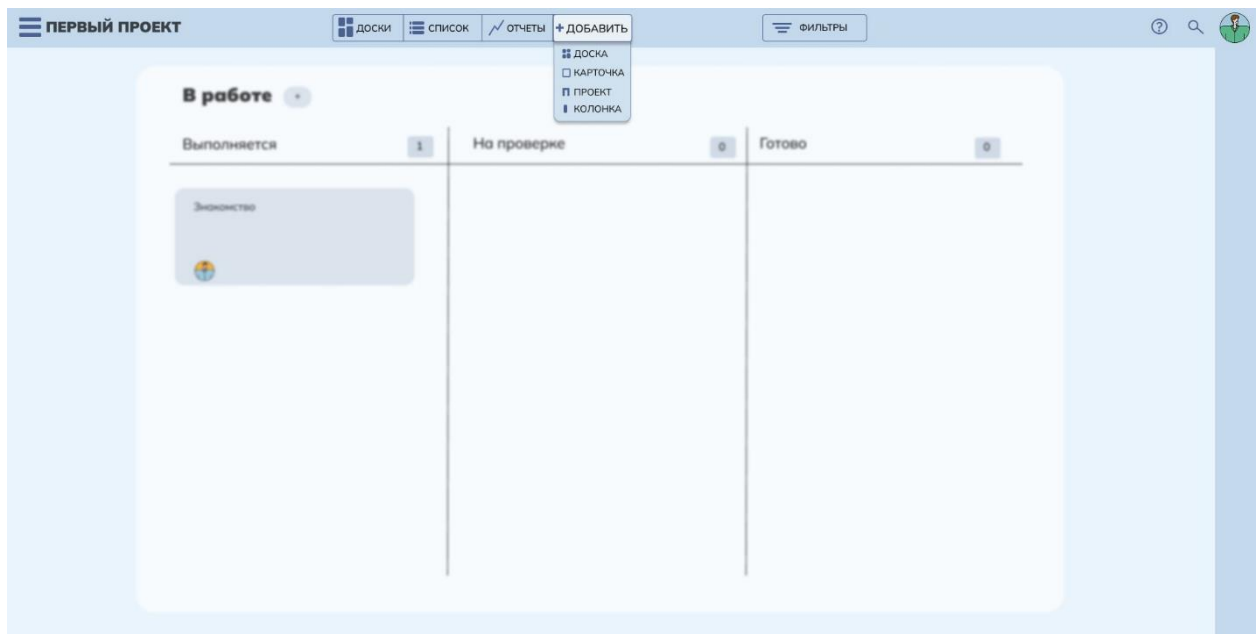 ПЕРВЫЙ ПРОЕКТ
ДОСКИ
СПИСОК
ОТЧЕТЫ
+ДОБАВИТЬ
ФИЛЬТРЫ
ДОСКА
КАРТОЧКА
ПРОЕКТ
КОЛОНКА
В работе
Выполняется 1
На проверке 0
Готово 0
Знакомство